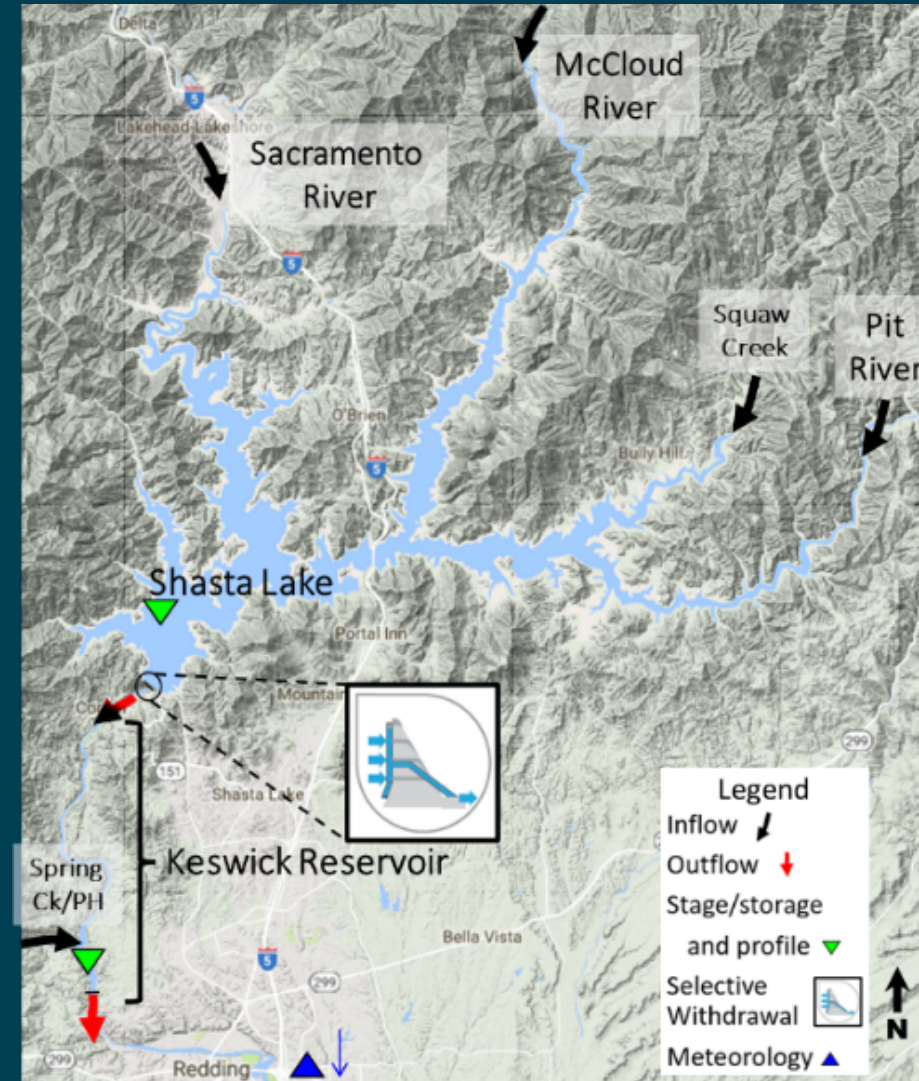 Delta
McCloud
River
5
Lakehead-Lakeshore
Sacramento
River
5
Squaw
Creek
Pit
River
O'Brien
5
Bully Hill
Shasta Lake
Portal Inn
Mountain
299
151
Shasta Lake
Keswick Reservoir
Spring
Ck/PH
Bella Vista
5
299
299
Redding
Legend
Inflow
Outflow
Stage/storage
and profile
Selective
Withdrawal
Meteorology
N